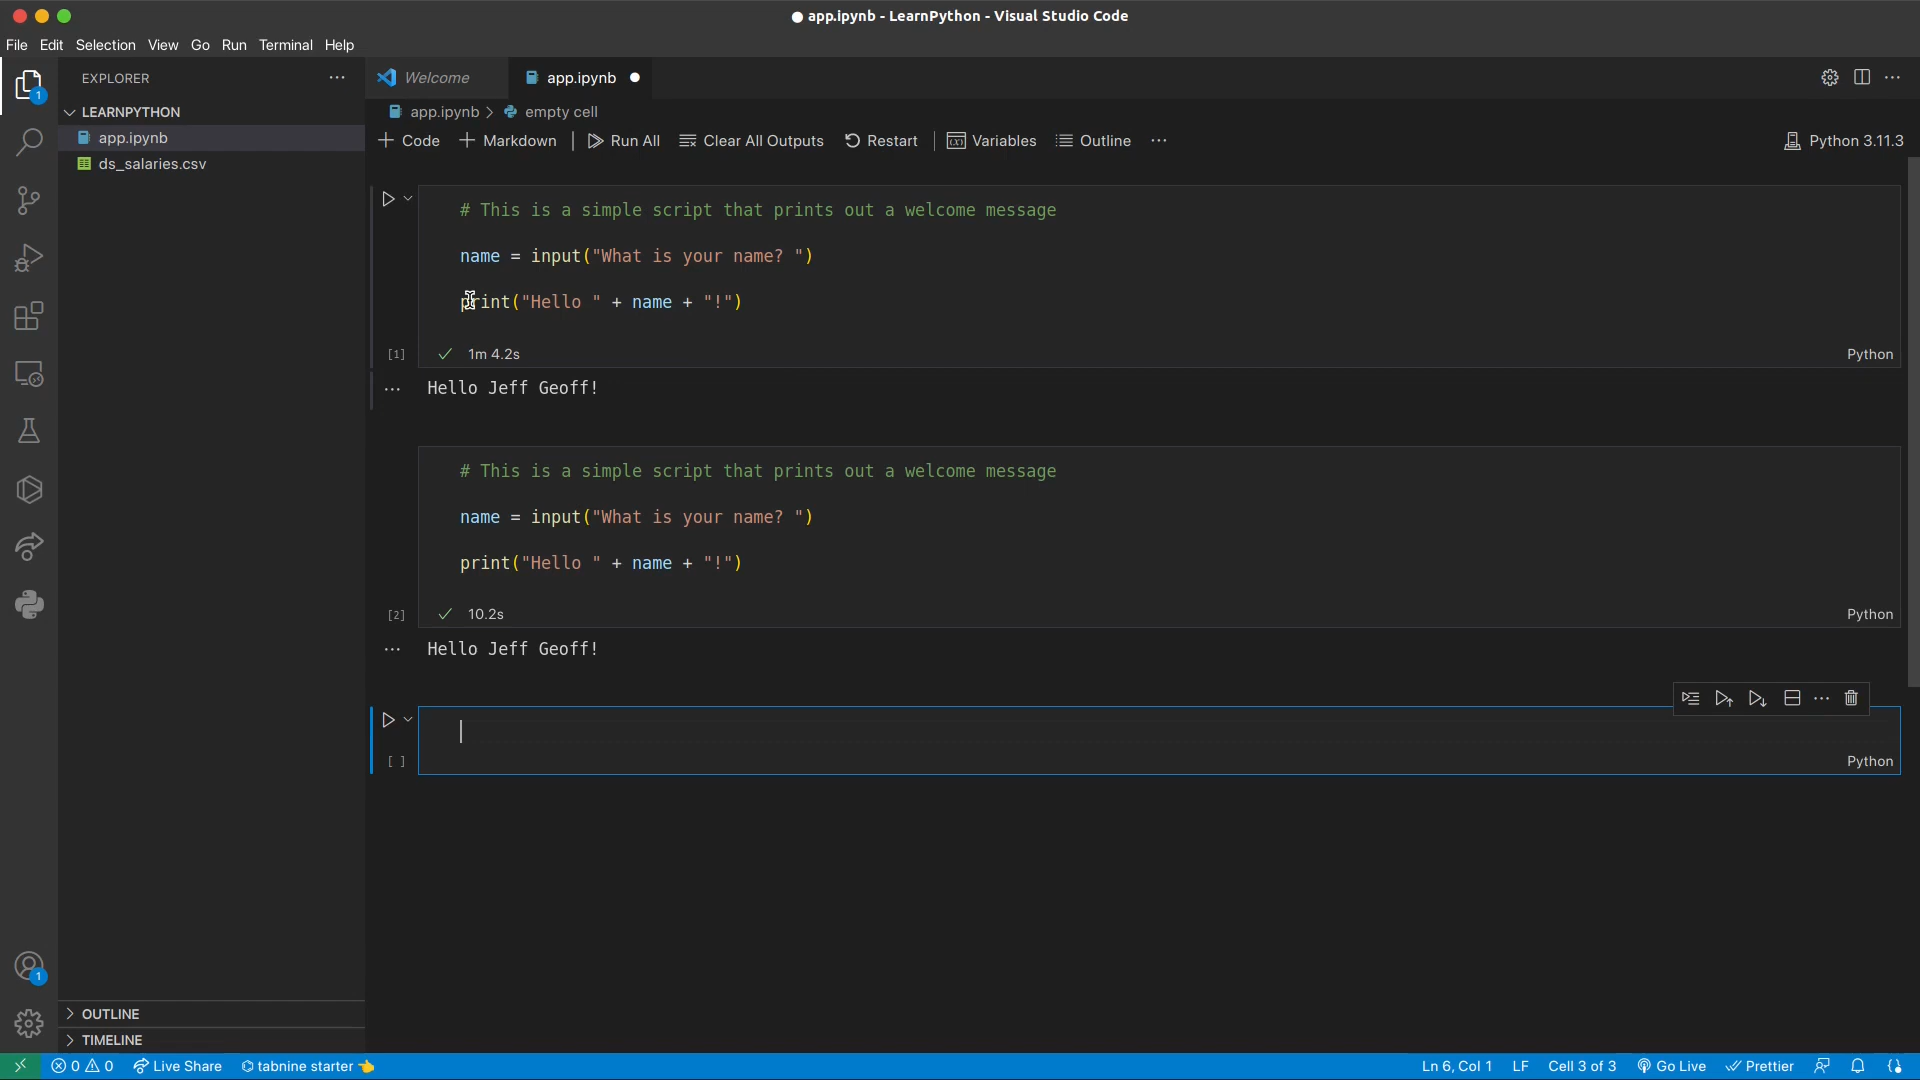 ● app.ipynb - LearnPython - Visual Studio Code
File Edit Selection View Go Run Terminal Help
EXPLORER
Welcome
app.ipynb
LEARNPYTHON
app.ipynb
ds_salaries.csv
app.ipynb > empty cell
+ Code + Markdown Run All Clear All Outputs Restart Variables Outline ...
Python 3.11.3
# This is a simple script that prints out a welcome message
name = input("What is your name? ")
print("Hello " + name + "!")
[1] ✓ 1m 4.2s Python
Hello Jeff Geoff!
# This is a simple script that prints out a welcome message
name = input("What is your name? ")
print("Hello " + name + "!")
[2] ✓ 10.2s Python
Hello Jeff Geoff!
[ ] Python
1
1
OUTLINE
TIMELINE
0 0 Live Share tabnine starter 👈 Ln 6, Col 1 LF Cell 3 of 3 Go Live Prettier